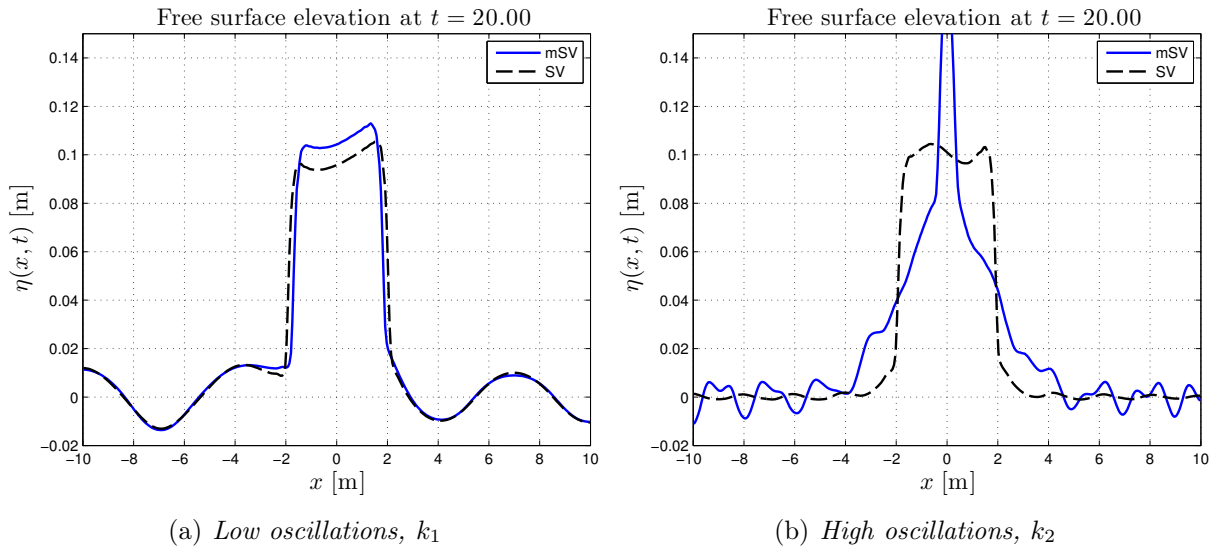 Free surface elevation at t = 20.00
mSV
SV
0.14
0.12
0.1
0.08
0.06
0.04
0.02
0
−0.02
η(x, t) [m]
−10 −8 −6 −4 −2 0 2 4 6 8 10
x [m]
(a) Low oscillations, k₁
Free surface elevation at t = 20.00
mSV
SV
0.14
0.12
0.1
0.08
0.06
0.04
0.02
0
−0.02
η(x, t) [m]
−10 −8 −6 −4 −2 0 2 4 6 8 10
x [m]
(b) High oscillations, k₂